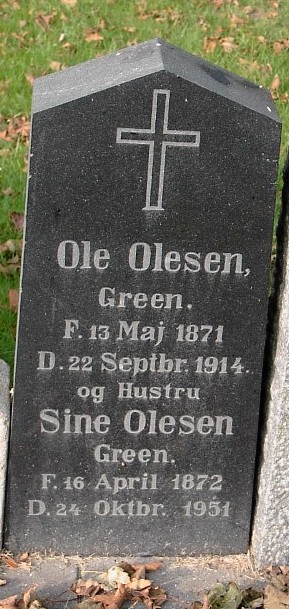 Ole Olesen,
Green.
F. 13 Maj 1871
D. 22 Septbr. 1914.
og Hustru
Sine Olesen
Green.
F. 16 April 1872
D. 24 Oktbr. 1951